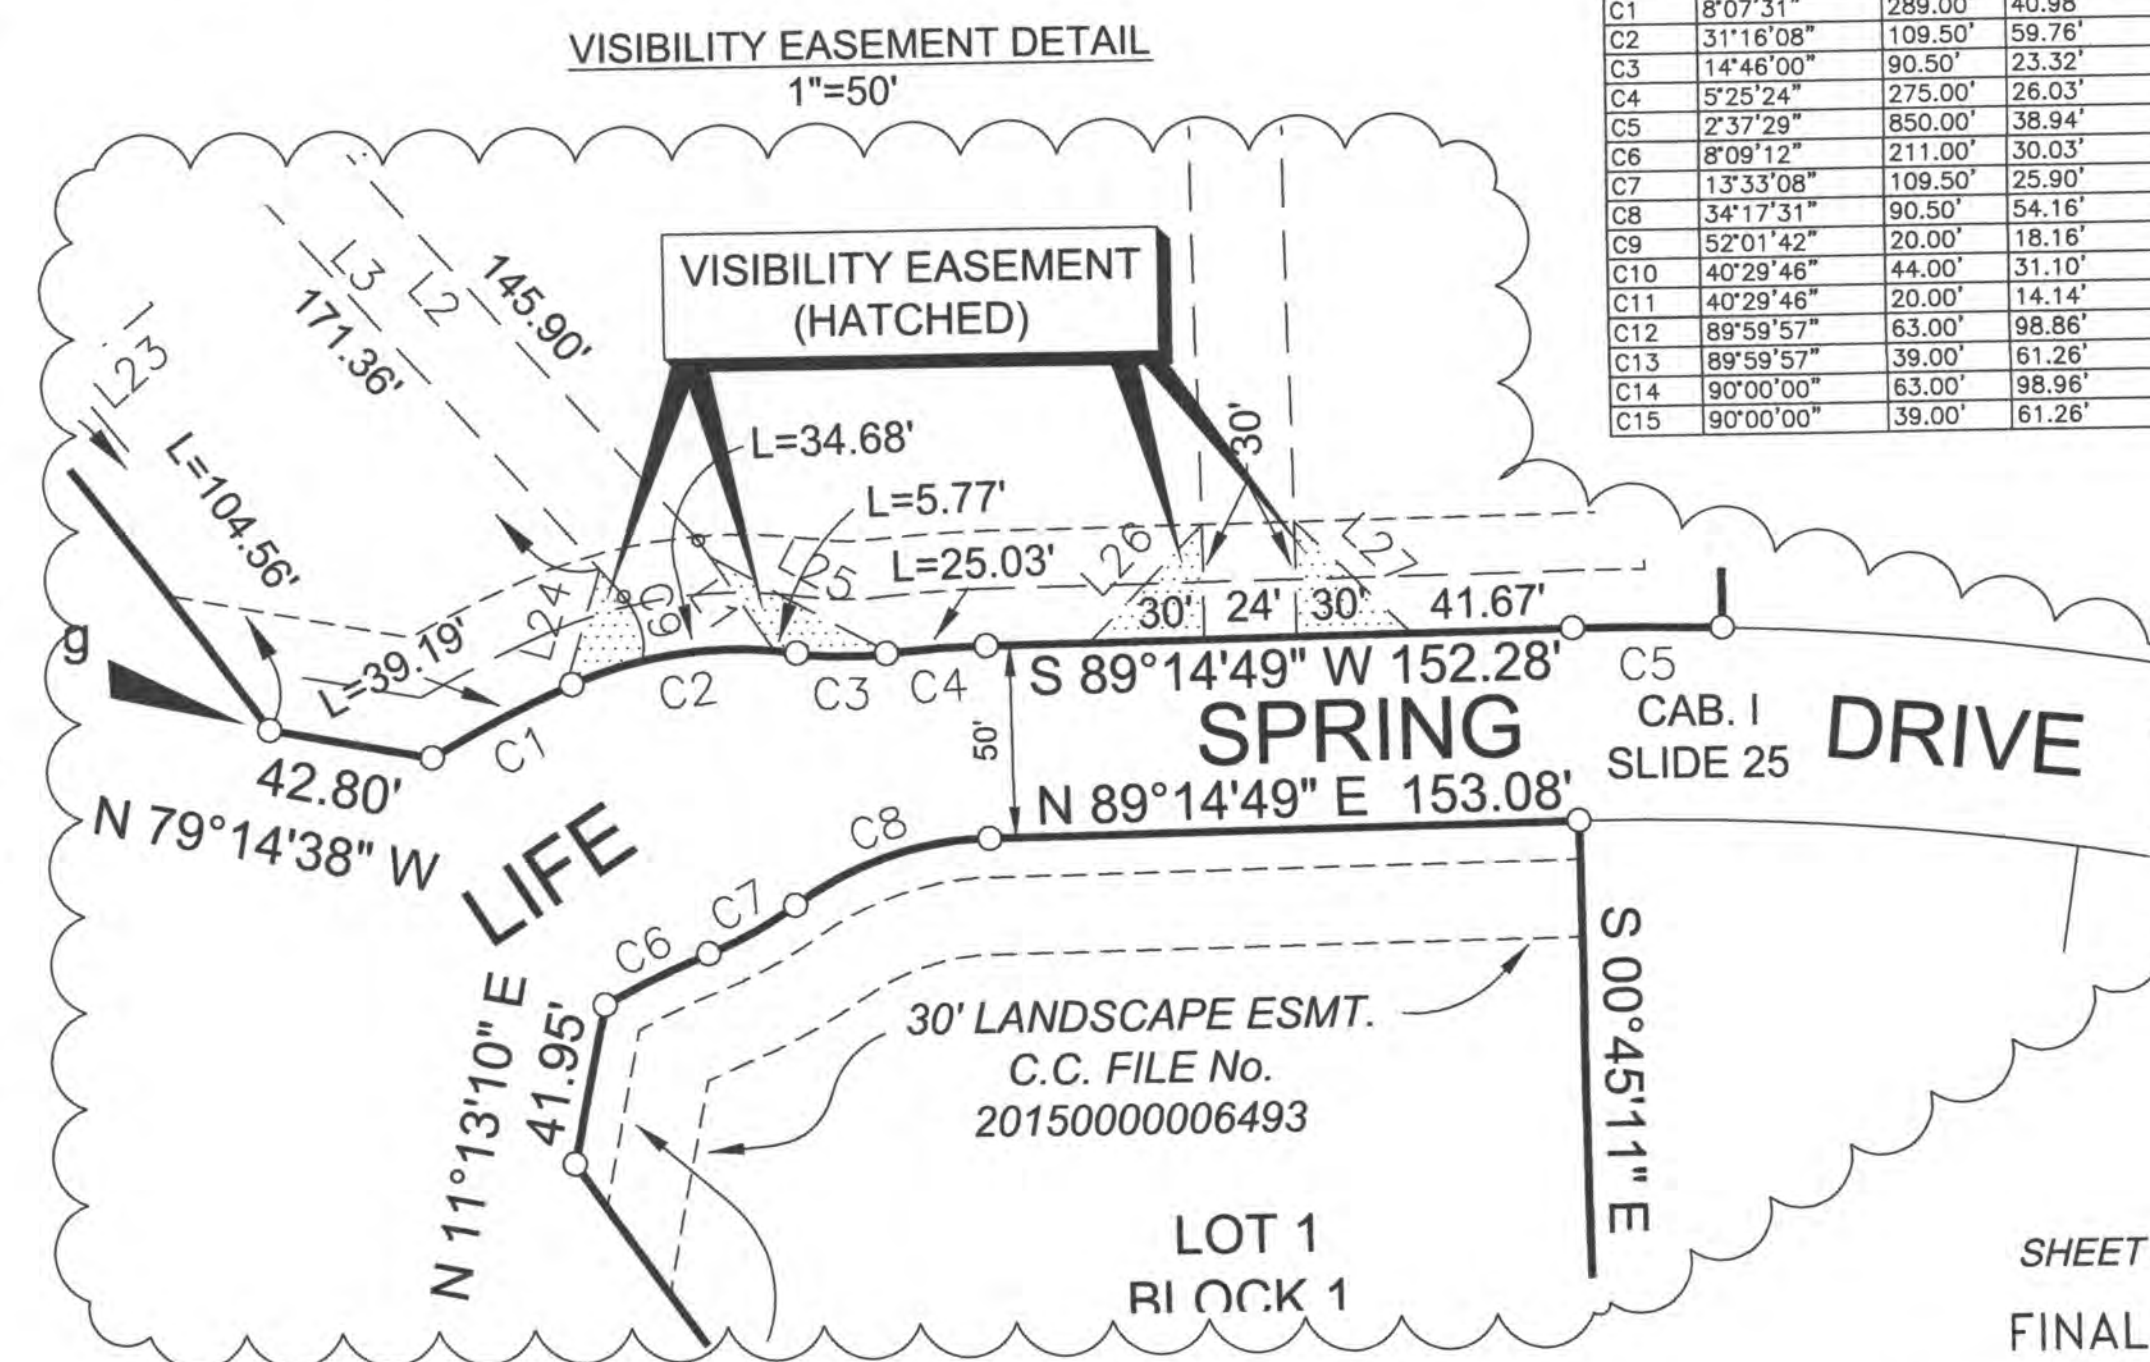 VISIBILITY EASEMENT DETAIL
1"=50'
C1 8°07'31" 289.00' 40.98'
C2 31°16'08" 109.50' 59.76'
C3 14°46'00" 90.50' 23.32'
C4 5°25'24" 275.00' 26.03'
C5 2°37'29" 850.00' 38.94'
C6 8°09'12" 211.00' 30.03'
C7 13°33'08" 109.50' 25.90'
C8 34°17'31" 90.50' 54.16'
C9 52°01'42" 20.00' 18.16'
C10 40°29'46" 44.00' 31.10'
C11 40°29'46" 20.00' 14.14'
C12 89°59'57" 63.00' 98.86'
C13 89°59'57" 39.00' 61.26'
C14 90°00'00" 63.00' 98.96'
C15 90°00'00" 39.00' 61.26'
VISIBILITY EASEMENT
(HATCHED)
L3
L2
145.90'
171.36'
L23
L=104.56'
L=34.68'
30'
L=5.77'
L=25.03'
L24
C9
L25
L26
30'
24'
30'
41.67'
g
L=39.19'
C1
C2
C3
C4
S 89°14'49" W 152.28'
C5
42.80'
N 79°14'38" W
50'
LIFE
SPRING
DRIVE
CAB. I
SLIDE 25
N 89°14'49" E 153.08'
C8
C7
C6
N 11°13'10" E
41.95'
30' LANDSCAPE ESMT.
C.C. FILE No.
20150000006493
S 00°45'11" E
LOT 1
BLOCK 1
SHEET
FINAL